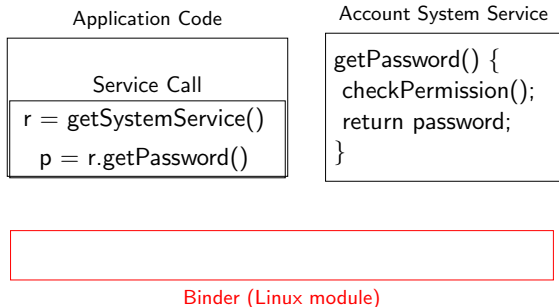 Application Code
Service Call
r = getSystemService()
p = r.getPassword()
Account System Service
getPassword() {
checkPermission();
return password;
}
Binder (Linux module)